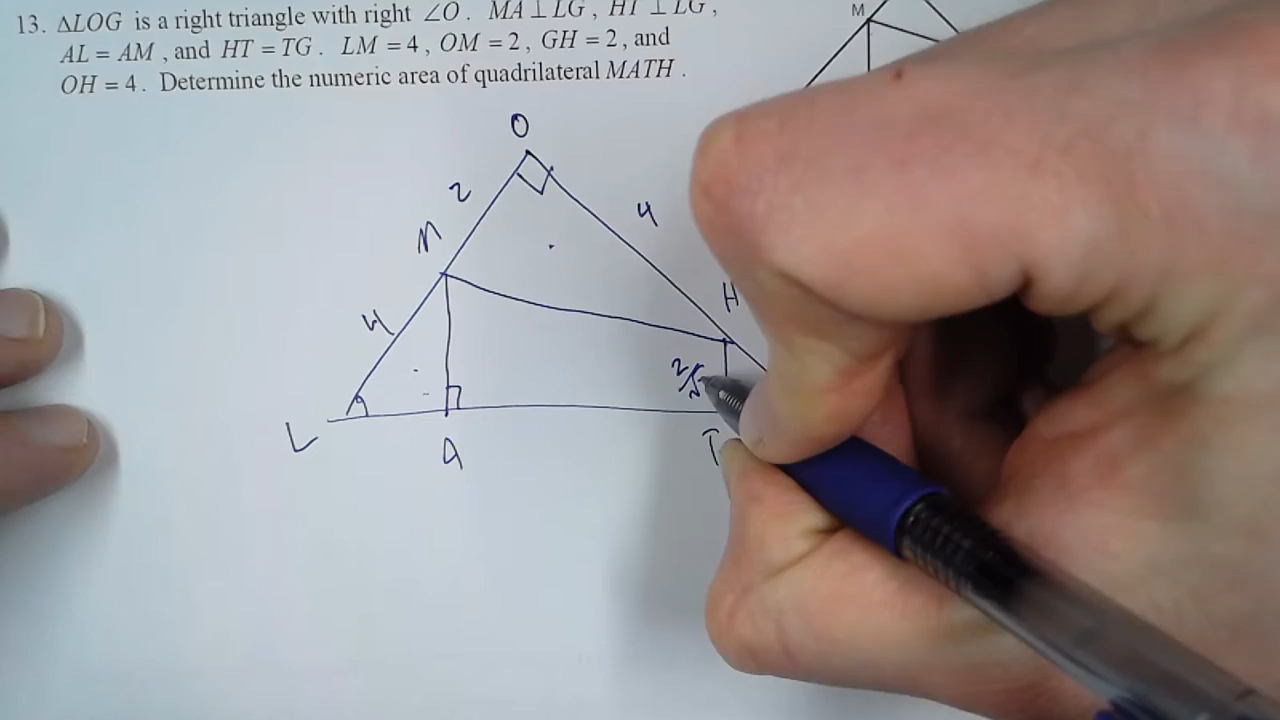 13. ΔLOG is a right triangle with right ∠O. MA ⊥ LG, HT ⊥ LG,
AL = AM, and HT = TG. LM = 4, OM = 2, GH = 2, and
OH = 4. Determine the numeric area of quadrilateral MATH.
M
O
2
4
M
H
4
2/√
L
A
T